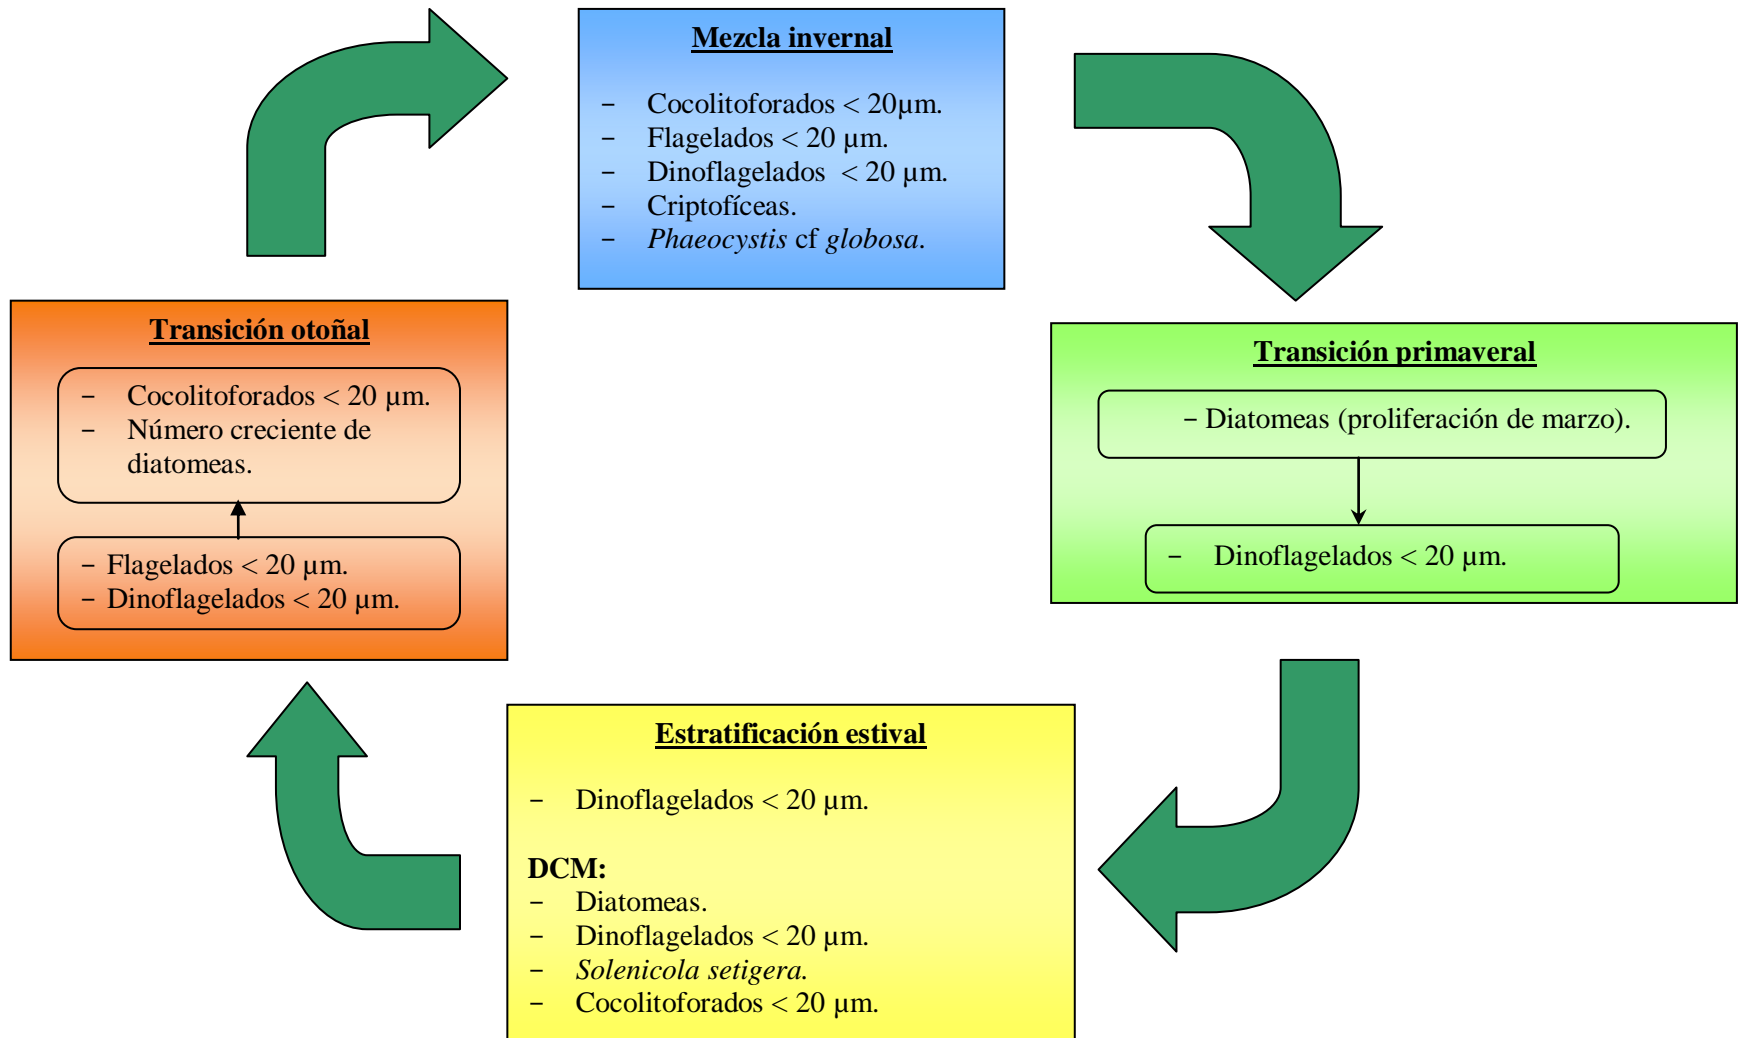 Mezcla invernal
- Cocolitoforados < 20µm.
- Flagelados < 20 µm.
- Dinoflagelados < 20 µm.
- Criptofíceas.
- Phaeocystis cf globosa.
Transición otoñal
- Cocolitoforados < 20 µm.
- Número creciente de
diatomeas.
- Flagelados < 20 µm.
- Dinoflagelados < 20 µm.
Transición primaveral
- Diatomeas (proliferación de marzo).
- Dinoflagelados < 20 µm.
Estratificación estival
- Dinoflagelados < 20 µm.
DCM:
- Diatomeas.
- Dinoflagelados < 20 µm.
- Solenicola setigera.
- Cocolitoforados < 20 µm.